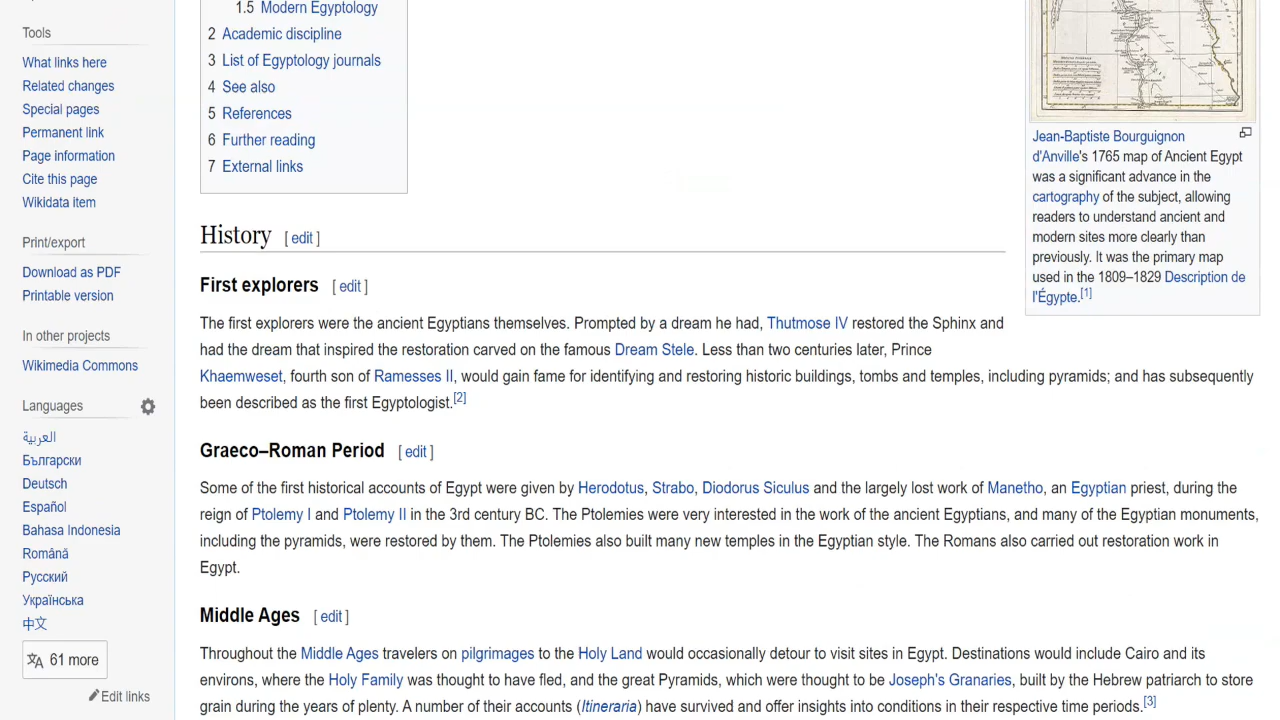 1.5 Modern Egyptology
2 Academic discipline
3 List of Egyptology journals
4 See also
5 References
6 Further reading
7 External links
Tools
What links here
Related changes
Special pages
Permanent link
Page information
Cite this page
Wikidata item
Print/export
Download as PDF
Printable version
In other projects
Wikimedia Commons
Languages
العربية
Български
Deutsch
Español
Bahasa Indonesia
Română
Русский
Українська
中文
61 more
Edit links
Jean-Baptiste Bourguignon
d'Anville's 1765 map of Ancient Egypt
was a significant advance in the
cartography of the subject, allowing
readers to understand ancient and
modern sites more clearly than
previously. It was the primary map
used in the 1809–1829 Description de
l'Égypte.[1]
History [ edit ]
First explorers [ edit ]
The first explorers were the ancient Egyptians themselves. Prompted by a dream he had, Thutmose IV restored the Sphinx and
had the dream that inspired the restoration carved on the famous Dream Stele. Less than two centuries later, Prince
Khaemweset, fourth son of Ramesses II, would gain fame for identifying and restoring historic buildings, tombs and temples, including pyramids; and has subsequently
been described as the first Egyptologist.[2]
Graeco–Roman Period [ edit ]
Some of the first historical accounts of Egypt were given by Herodotus, Strabo, Diodorus Siculus and the largely lost work of Manetho, an Egyptian priest, during the
reign of Ptolemy I and Ptolemy II in the 3rd century BC. The Ptolemies were very interested in the work of the ancient Egyptians, and many of the Egyptian monuments,
including the pyramids, were restored by them. The Ptolemies also built many new temples in the Egyptian style. The Romans also carried out restoration work in
Egypt.
Middle Ages [ edit ]
Throughout the Middle Ages travelers on pilgrimages to the Holy Land would occasionally detour to visit sites in Egypt. Destinations would include Cairo and its
environs, where the Holy Family was thought to have fled, and the great Pyramids, which were thought to be Joseph's Granaries, built by the Hebrew patriarch to store
grain during the years of plenty. A number of their accounts (Itineraria) have survived and offer insights into conditions in their respective time periods.[3]